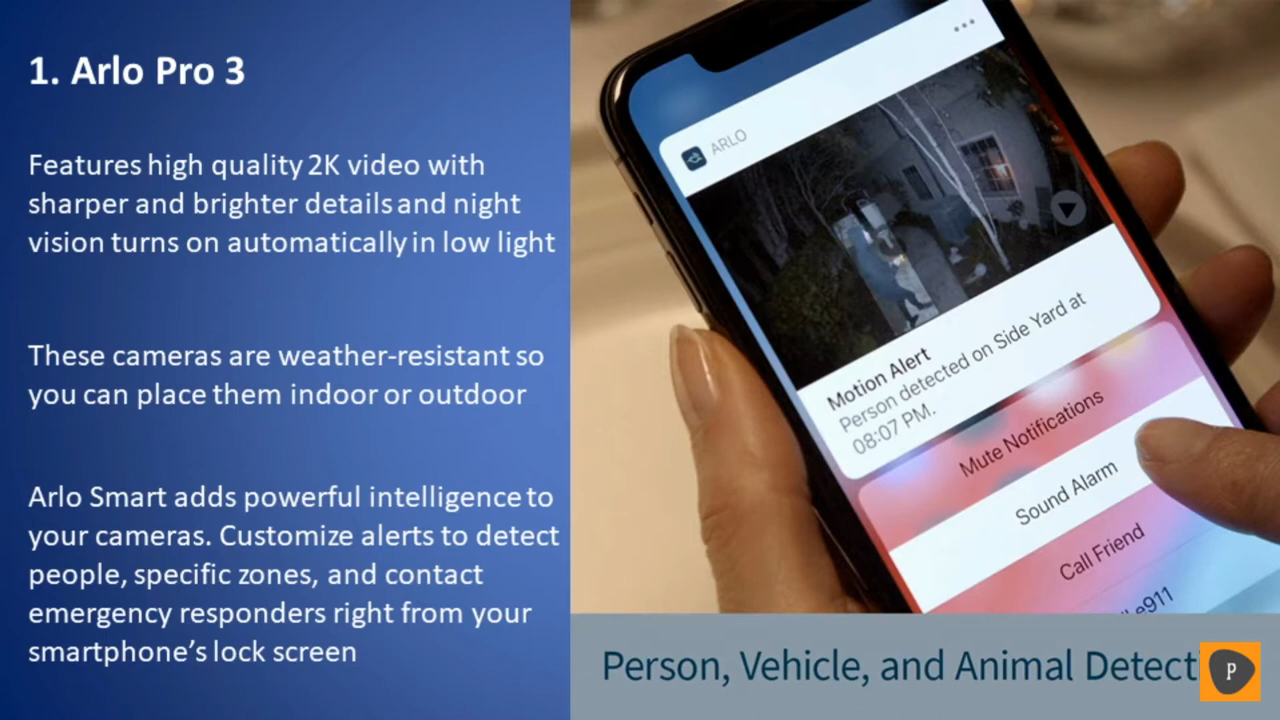 1. Arlo Pro 3
Features high quality 2K video with
sharper and brighter details and night
vision turns on automatically in low light
These cameras are weather-resistant so
you can place them indoor or outdoor
Arlo Smart adds powerful intelligence to
your cameras. Customize alerts to detect
people, specific zones, and contact
emergency responders right from your
smartphone’s lock screen
ARLO
Motion Alert
Person detected on Side Yard at
08:07 PM.
Mute Notifications
Sound Alarm
Call Friend
Person, Vehicle, and Animal Detect
P